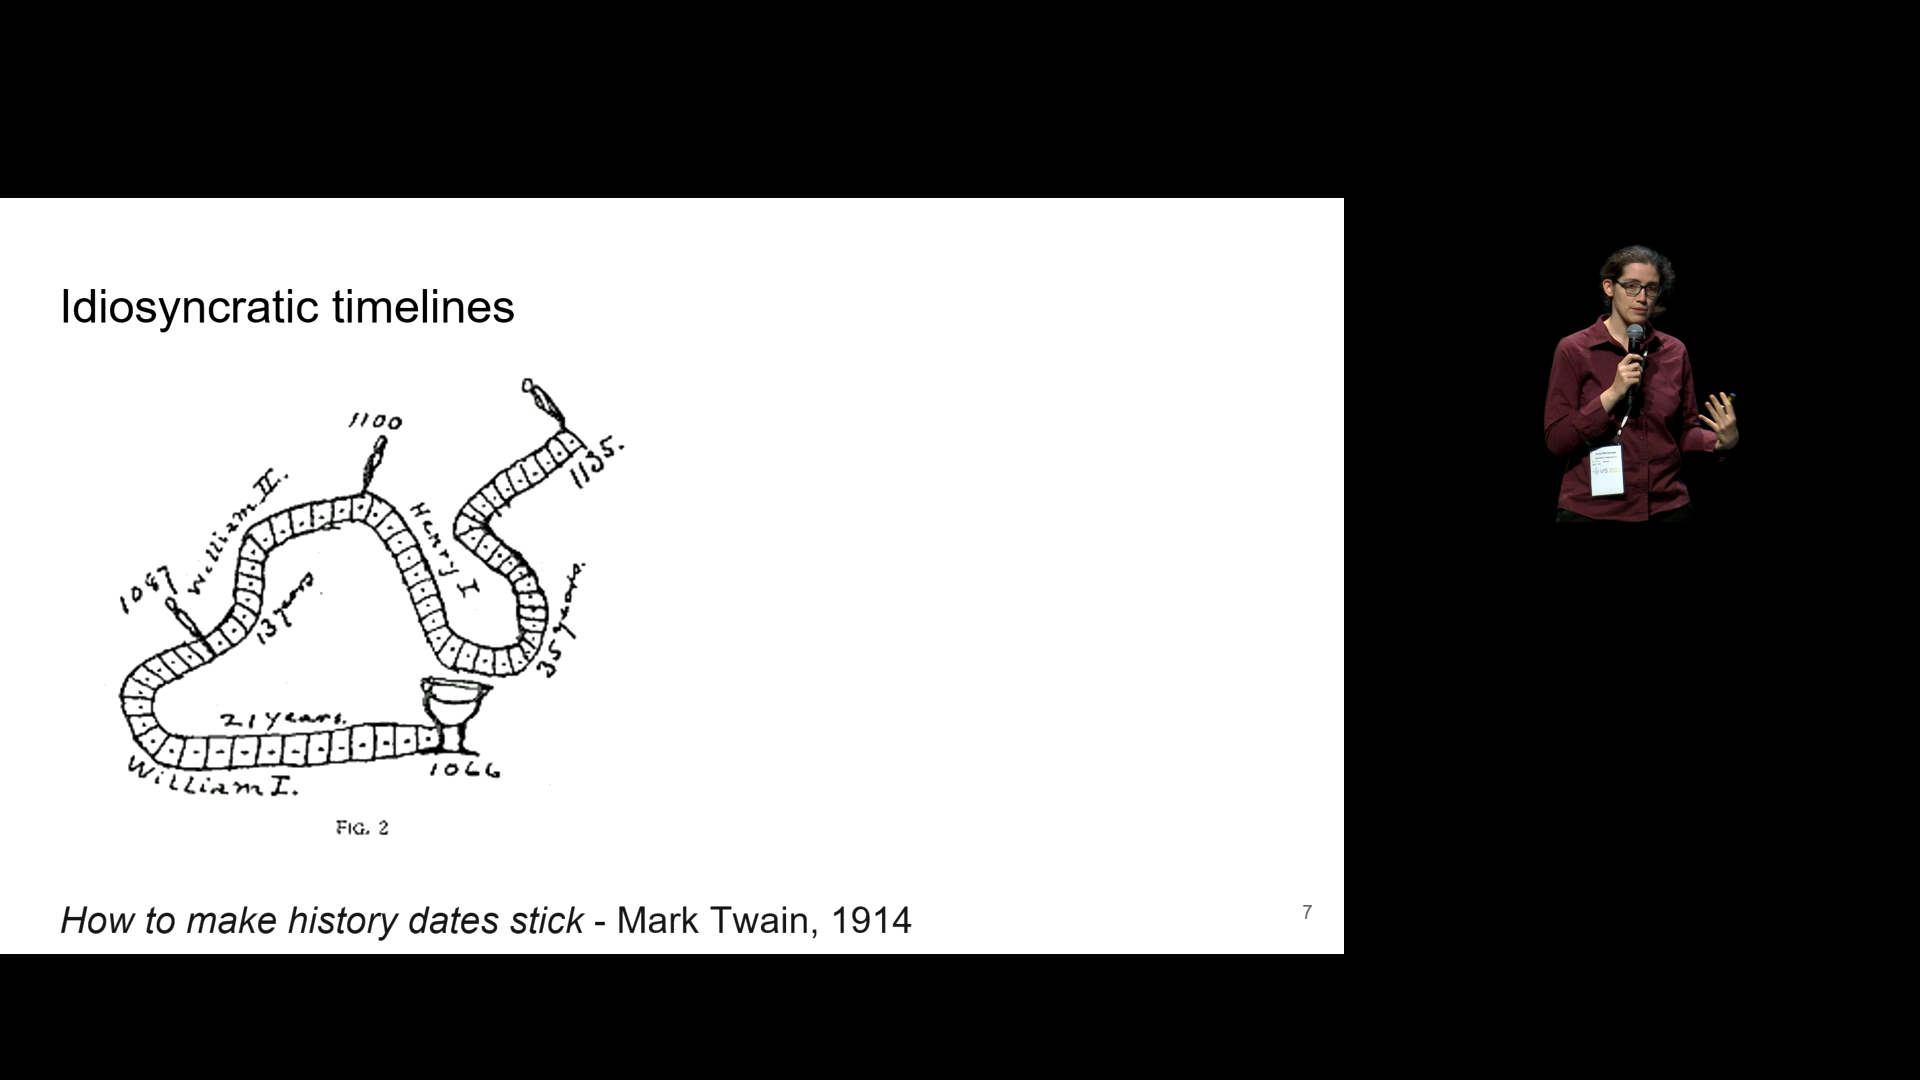 Idiosyncratic timelines
1100
1135.
William II.
Henry I
1087
13 years
35 years.
21 years.
William I.
1066
FIG. 2
How to make history dates stick - Mark Twain, 1914
7